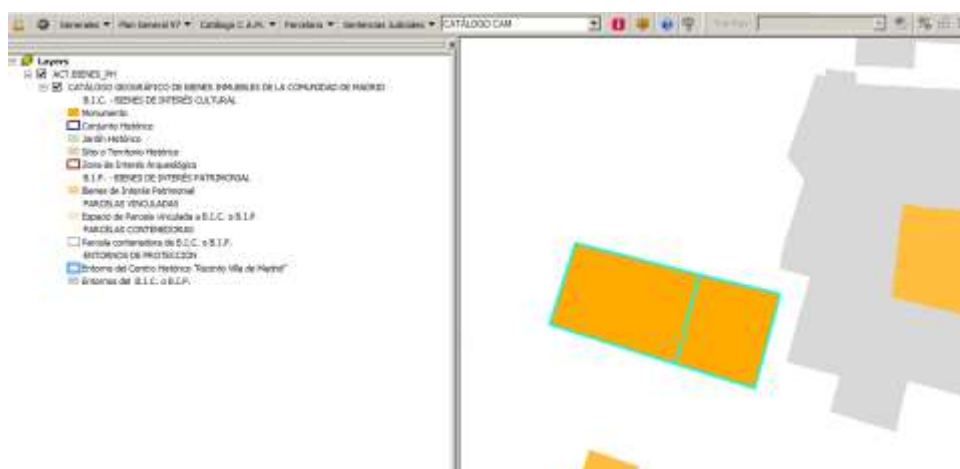 Generales Plan General 97 Catálogo C.A.M. Parcelario Sentencias Judiciales CATÁLOGO CAM
Layers
ACT.BIENES_PH
CATÁLOGO GEOGRÁFICO DE BIENES INMUEBLES DE LA COMUNIDAD DE MADRID
B.I.C. - BIENES DE INTERÉS CULTURAL
Monumento
Conjunto Histórico
Jardín Histórico
Sitio o Territorio Histórico
Zona de Interés Arqueológico
B.I.P. - BIENES DE INTERÉS PATRIMONIAL
Bienes de Interés Patrimonial
PARCELAS VINCULADAS
Espacio de Parcela Vinculada a B.I.C. o B.I.P
PARCELAS CONTENEDORAS
Parcela contenedora de B.I.C. o B.I.P.
ENTORNOS DE PROTECCIÓN
Entorno del Centro Histórico "Recinto Villa de Madrid"
Entornos del B.I.C. o B.I.P.